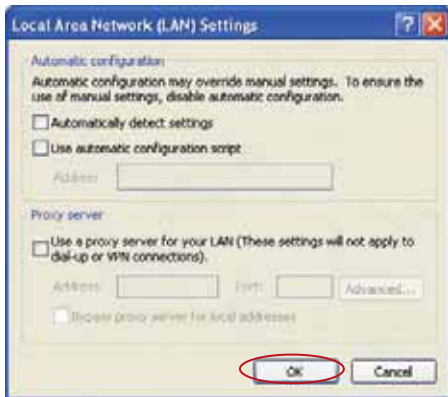 Local Area Network (LAN) Settings
Automatic configuration
Automatic configuration may override manual settings. To ensure the
use of manual settings, disable automatic configuration.
Automatically detect settings
Use automatic configuration script
Address
Proxy server
Use a proxy server for your LAN (These settings will not apply to
dial-up or VPN connections).
Address: Port: Advanced...
Bypass proxy server for local addresses
OK Cancel